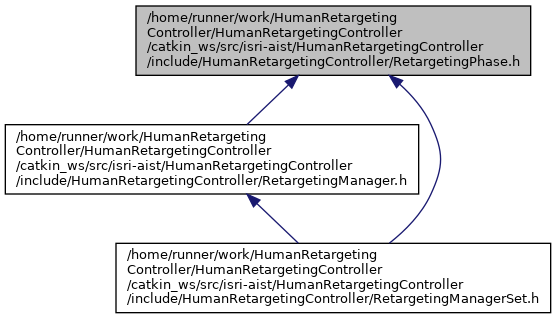 /home/runner/work/HumanRetargeting
Controller/HumanRetargetingController
/catkin_ws/src/isri-aist/HumanRetargetingController
/include/HumanRetargetingController/RetargetingPhase.h
/home/runner/work/HumanRetargeting
Controller/HumanRetargetingController
/catkin_ws/src/isri-aist/HumanRetargetingController
/include/HumanRetargetingController/RetargetingManager.h
/home/runner/work/HumanRetargeting
Controller/HumanRetargetingController
/catkin_ws/src/isri-aist/HumanRetargetingController
/include/HumanRetargetingController/RetargetingManagerSet.h